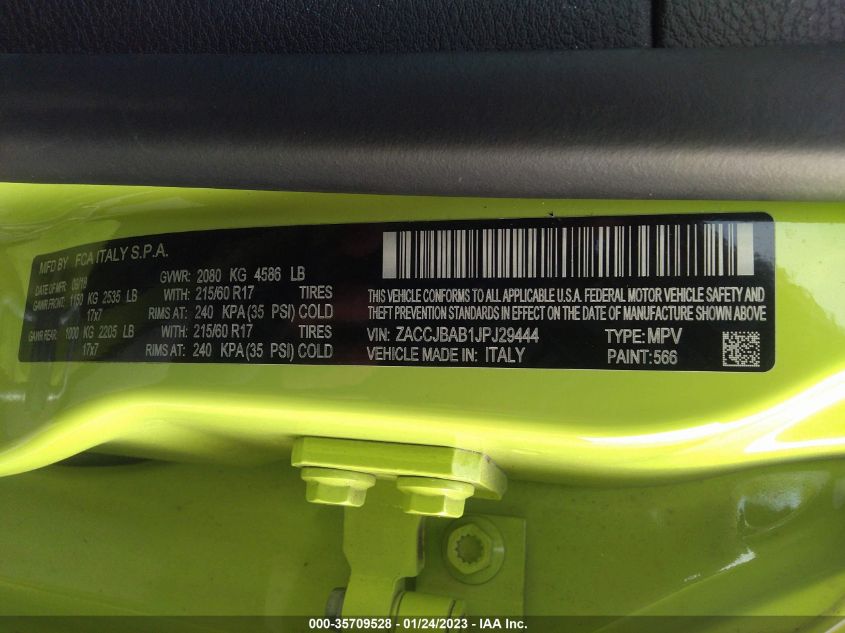 MFD BY FCA ITALY S.P.A.
DATE OF MFR GVWR: 2080 KG 4586 LB
GAWR FRONT: 1150 KG 2535 LB WITH: 215/60 R17 TIRES
17x7 RIMS AT: 240 KPA (35 PSI) COLD
GAWR REAR: 1000 KG 2205 LB WITH: 215/60 R17 TIRES
17x7 RIMS AT: 240 KPA (35 PSI) COLD
THIS VEHICLE CONFORMS TO ALL APPLICABLE U.S.A. FEDERAL MOTOR VEHICLE SAFETY AND
THEFT PREVENTION STANDARDS IN EFFECT ON THE DATE OF MANUFACTURE SHOWN ABOVE
VIN: ZACCJBAB1JPJ29444 TYPE: MPV
VEHICLE MADE IN: ITALY PAINT: 566
000-35709528 - 01/24/2023 - IAA Inc.